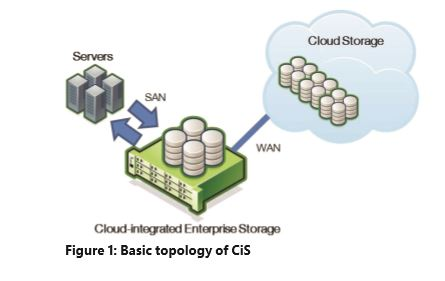 Cloud Storage
Servers
SAN
WAN
Cloud-integrated Enterprise Storage
Figure 1: Basic topology of CiS